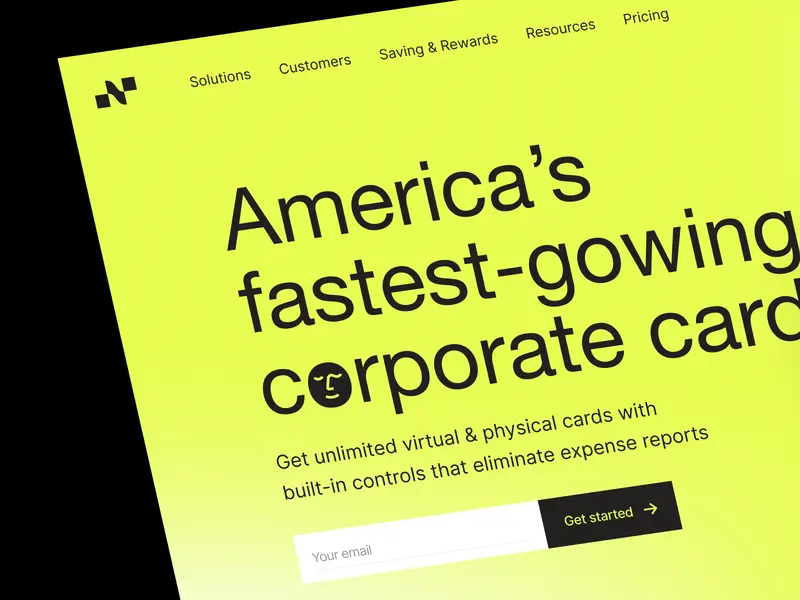 Solutions Customers Saving & Rewards Resources Pricing
America’s
fastest-gowing
corporate card
Get unlimited virtual & physical cards with
built-in controls that eliminate expense reports
Your email Get started →